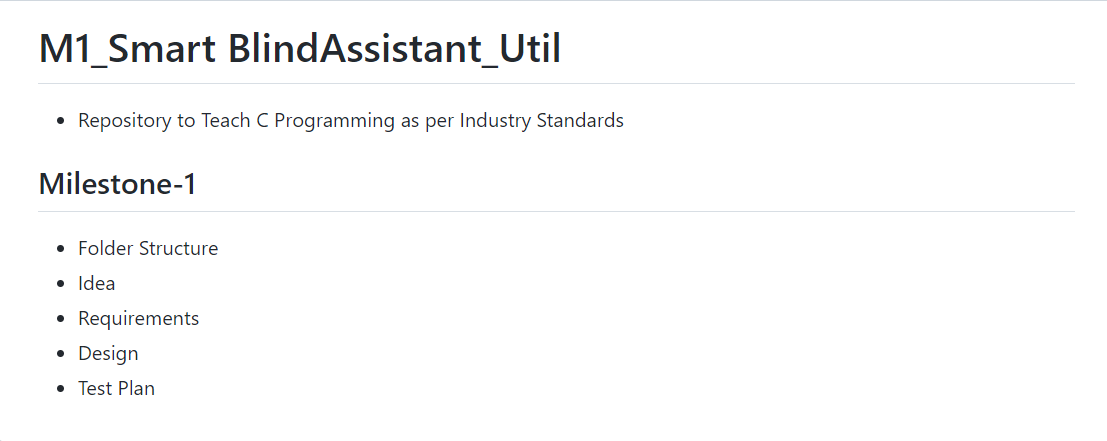 M1_Smart BlindAssistant_Util
Repository to Teach C Programming as per Industry Standards
Milestone-1
Folder Structure
Idea
Requirements
Design
Test Plan